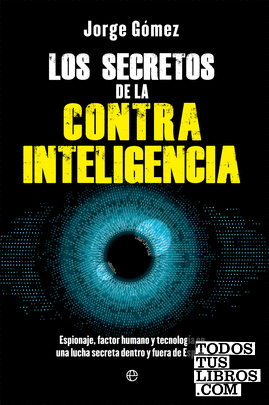 Jorge Gómez
LOS SECRETOS
DE LA
CONTRA
INTELIGENCIA
Espionaje, factor humano y tecnología
una lucha secreta dentro y fuera de
TODOS
TUS
LIBROS
.COM